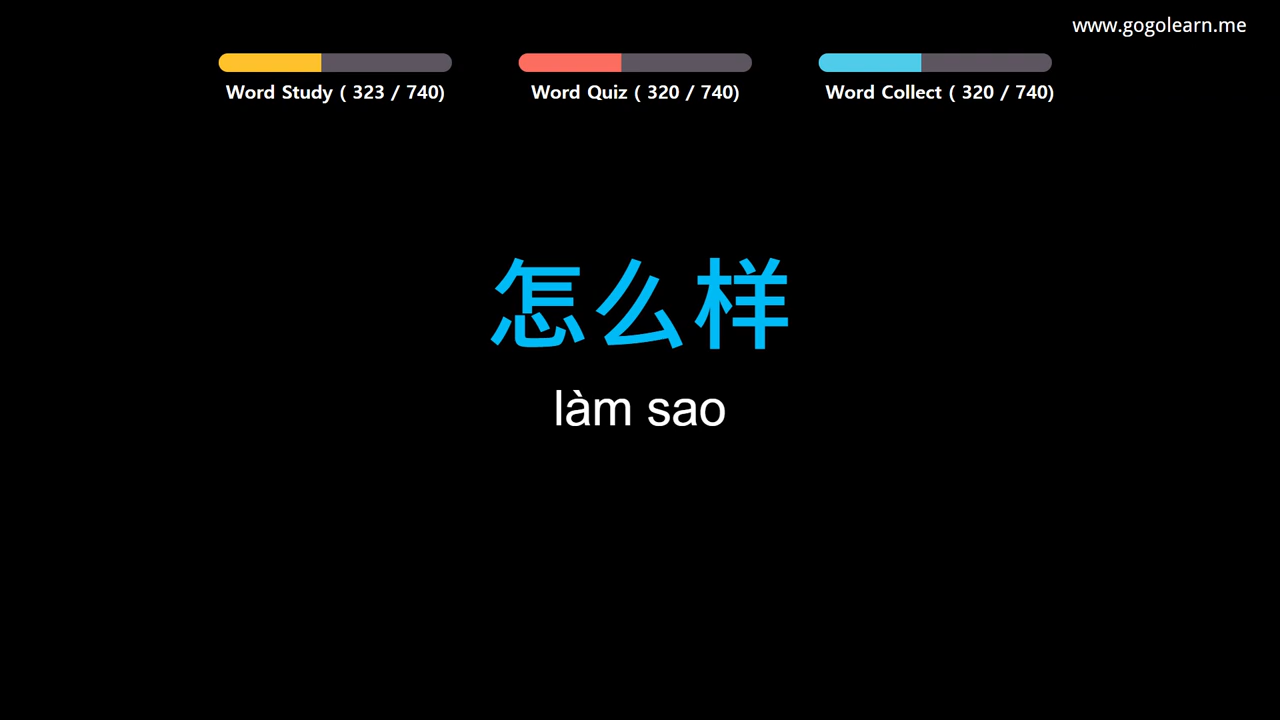 www.gogolearn.me
Word Study ( 323 / 740)
Word Quiz ( 320 / 740)
Word Collect ( 320 / 740)
怎么样
làm sao